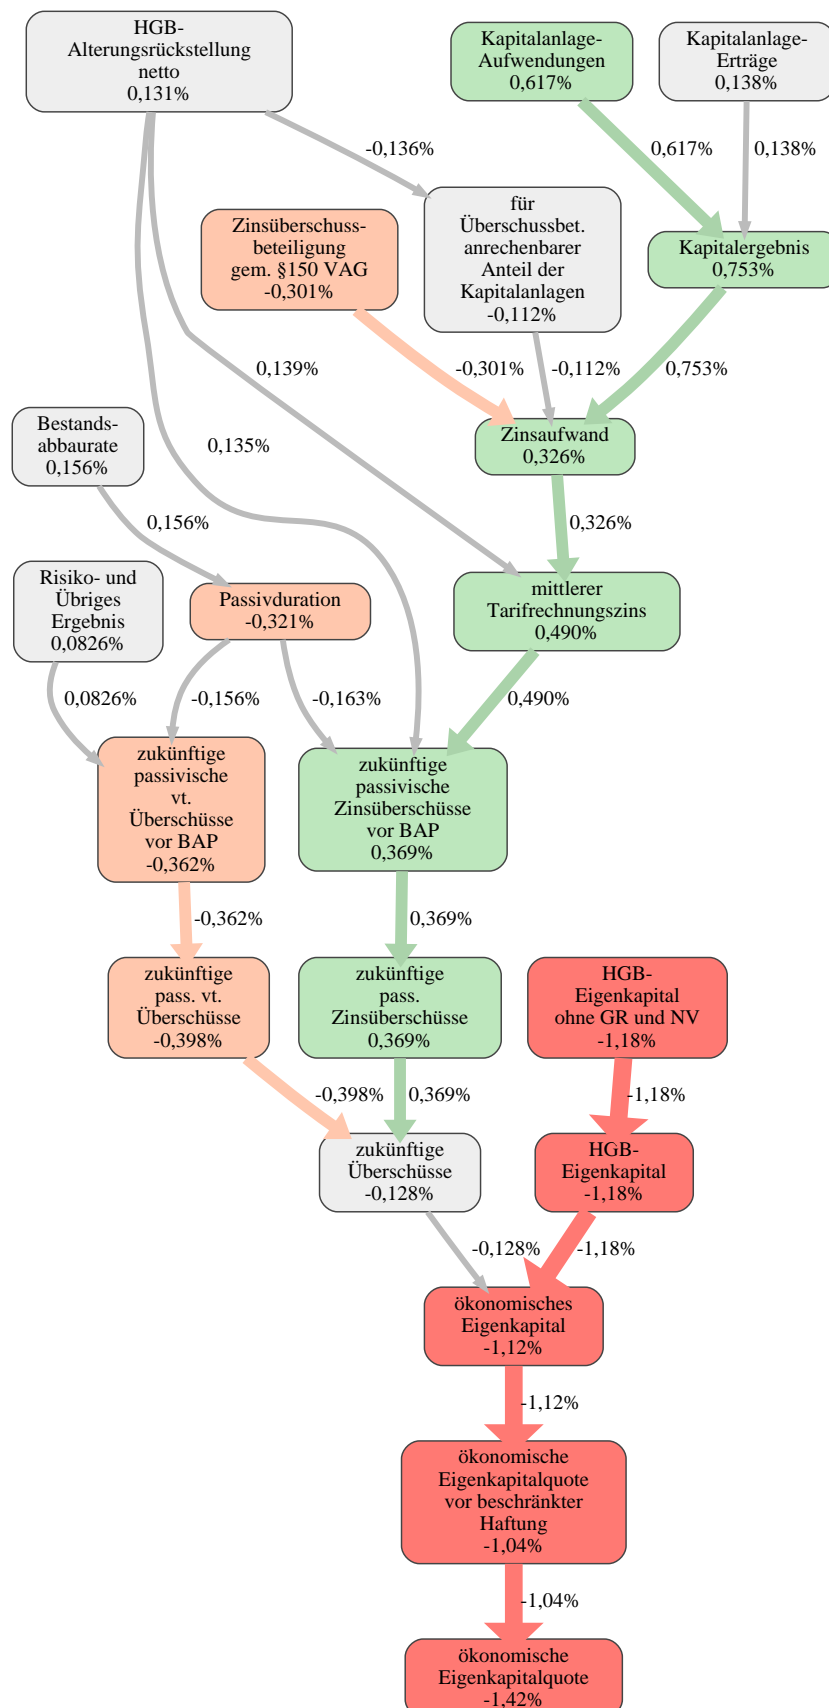 HGB-
Alterungsrückstellung
netto
0,131%
Kapitalanlage-
Aufwendungen
0,617%
Kapitalanlage-
Erträge
0,138%
-0,136%
0,617%
0,138%
Zinsüberschuss-
beteiligung
gem. §150 VAG
-0,301%
für
Überschussbet.
anrechenbarer
Anteil der
Kapitalanlagen
-0,112%
Kapitalergebnis
0,753%
0,139%
-0,301%
-0,112%
0,753%
Bestands-
abbaurate
0,156%
0,135%
Zinsaufwand
0,326%
0,156%
0,326%
Risiko- und
Übriges
Ergebnis
0,0826%
Passivduration
-0,321%
mittlerer
Tarifrechnungszins
0,490%
0,0826%
-0,156%
-0,163%
0,490%
zukünftige
passivische
vt.
Überschüsse
vor BAP
-0,362%
zukünftige
passivische
Zinsüberschüsse
vor BAP
0,369%
-0,362%
0,369%
zukünftige
pass. vt.
Überschüsse
-0,398%
zukünftige
pass.
Zinsüberschüsse
0,369%
HGB-
Eigenkapital
ohne GR und NV
-1,18%
-0,398%
0,369%
-1,18%
zukünftige
Überschüsse
-0,128%
HGB-
Eigenkapital
-1,18%
-0,128%
-1,18%
ökonomisches
Eigenkapital
-1,12%
-1,12%
ökonomische
Eigenkapitalquote
vor beschränkter
Haftung
-1,04%
-1,04%
ökonomische
Eigenkapitalquote
-1,42%